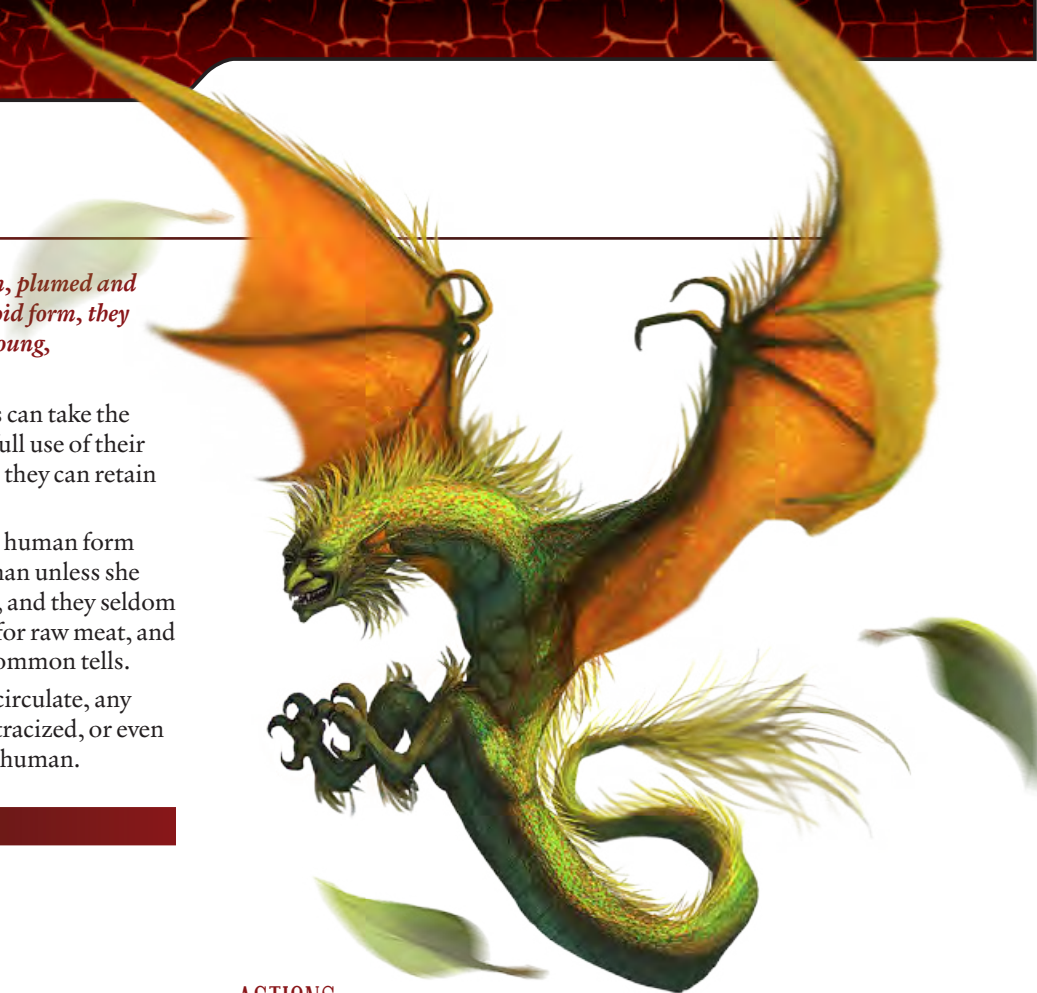 plumed and
oid form, they
oung,
s can take the
ull use of their
they can retain
human form
nan unless she
, and they seldom
for raw meat, and
ommon tells.
circulate, any
tracized, or even
human.
ACTIONS